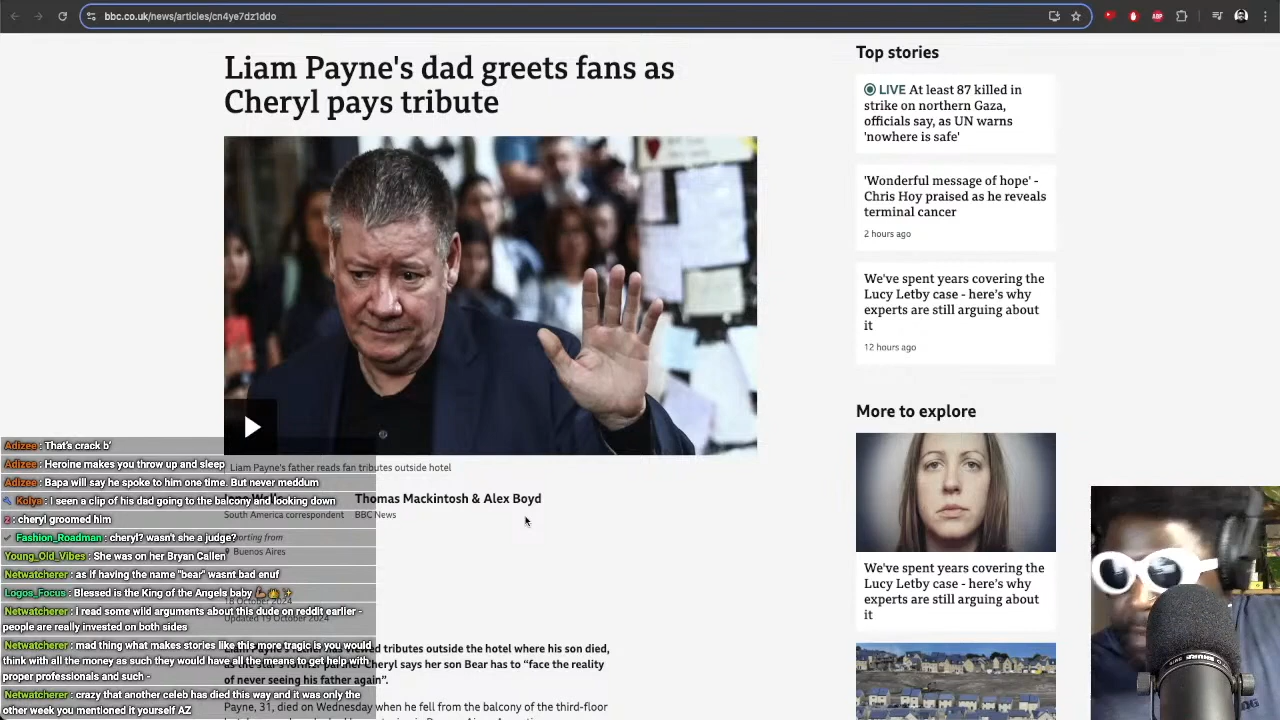 bbc.co.uk/news/articles/cn4ye7dz1ddo
Liam Payne's dad greets fans as
Cheryl pays tribute
Liam Payne's father reads fan tributes outside hotel
Thomas Mackintosh & Alex Boyd
South America correspondent
BBC News
Reporting from
Buenos Aires
18 October 2024
Updated 19 October 2024
tributes outside the hotel where his son died,
Cheryl says her son Bear has to “face the reality
of never seeing his father again”.
Payne, 31, died on Wednesday when he fell from the balcony of the third-floor
Top stories
LIVE At least 87 killed in
strike on northern Gaza,
officials say, as UN warns
'nowhere is safe'
'Wonderful message of hope' -
Chris Hoy praised as he reveals
terminal cancer
2 hours ago
We've spent years covering the
Lucy Letby case - here's why
experts are still arguing about
it
12 hours ago
More to explore
We've spent years covering the
Lucy Letby case - here's why
experts are still arguing about
it
Adizee : That's crack b'
Adizee : Heroine makes you throw up and sleep
Adizee : Bapa will say he spoke to him one time. But never meddum
Kolya : I seen a clip of his dad going to the balcony and looking down
z : cheryl groomed him
Fashion_Roadman : cheryl? wasn't she a judge?
Young_Old_Vibes : She was on her Bryan Callen
Netwatcherer : as if having the name "bear" wasnt bad enuf
Logos_Focus : Blessed is the King of the Angels baby
Netwatcherer : I read some wild arguments about this dude on reddit earlier -
people are really invested on both sides
Netwatcherer : mad thing what makes stories like this more tragic is you would
think with all the money as such they would have all the means to get help with
proper professionals and such -
Netwatcherer : crazy that another celeb has died this way and it was only the
other week you mentioned it yourself AZ